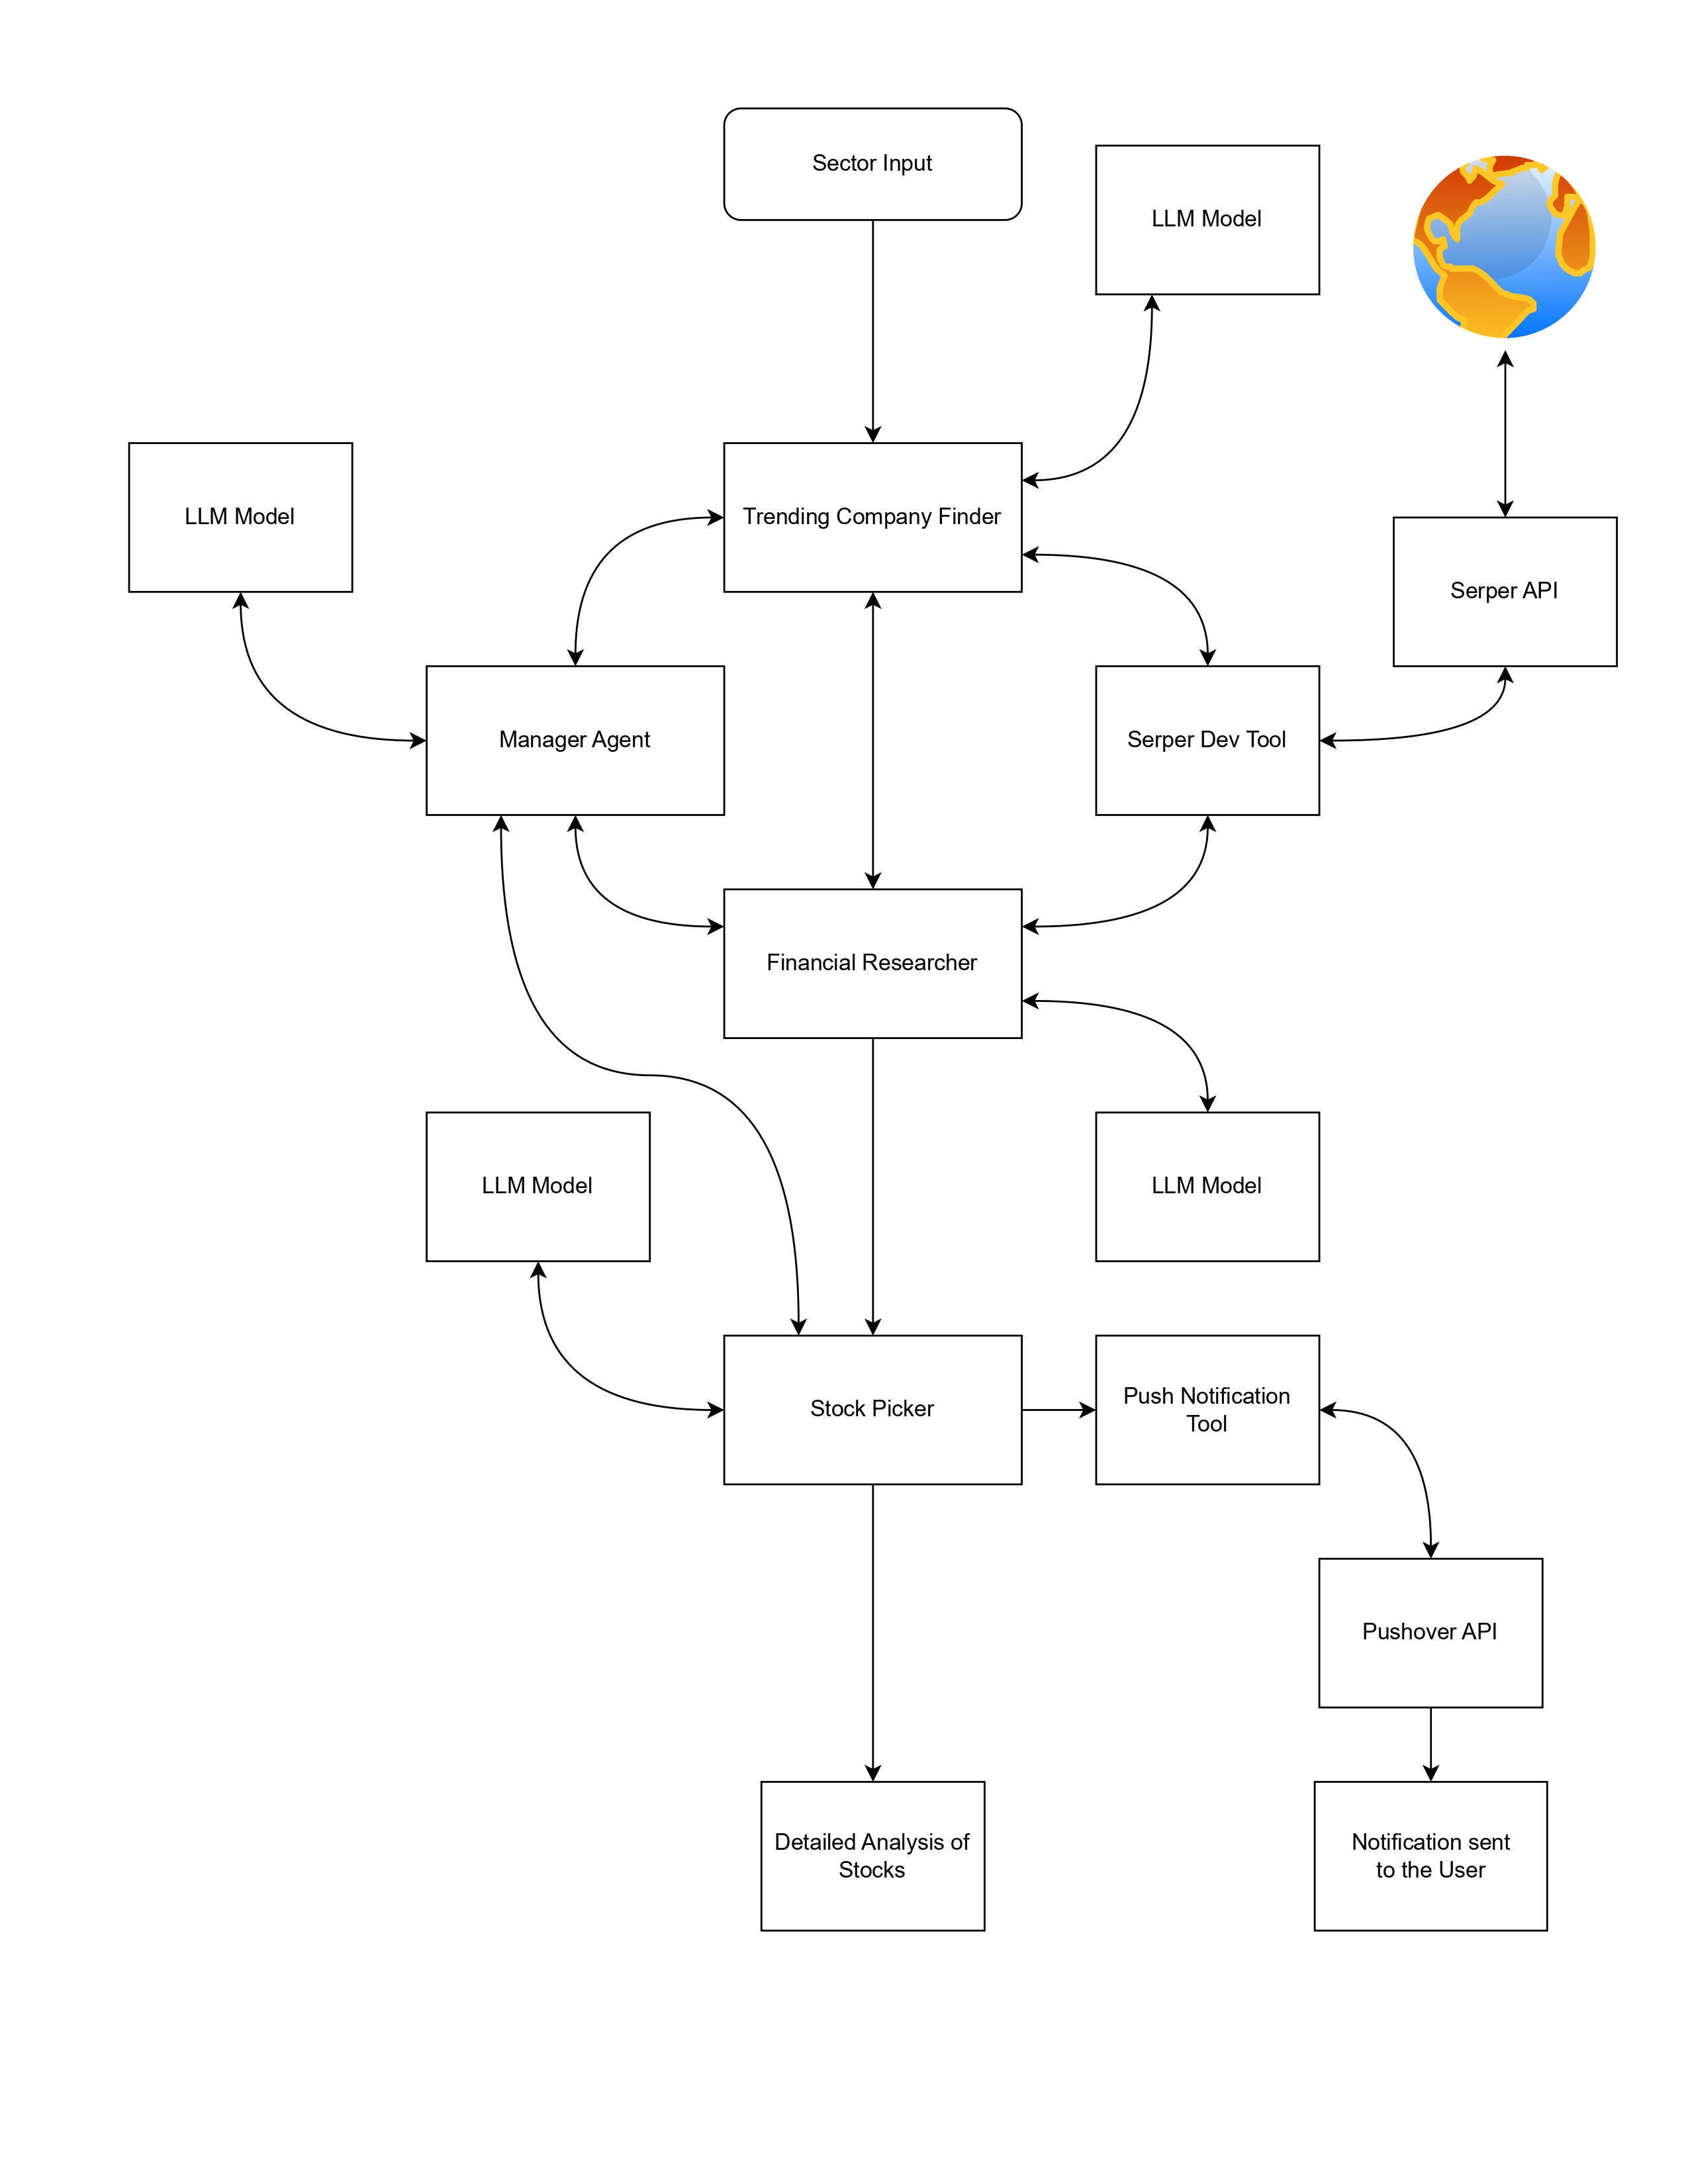 Sector Input
LLM Model
LLM Model
Trending Company Finder
Serper API
Manager Agent
Serper Dev Tool
Financial Researcher
LLM Model
LLM Model
Stock Picker
Push Notification
Tool
Pushover API
Detailed Analysis of
Stocks
Notification sent
to the User